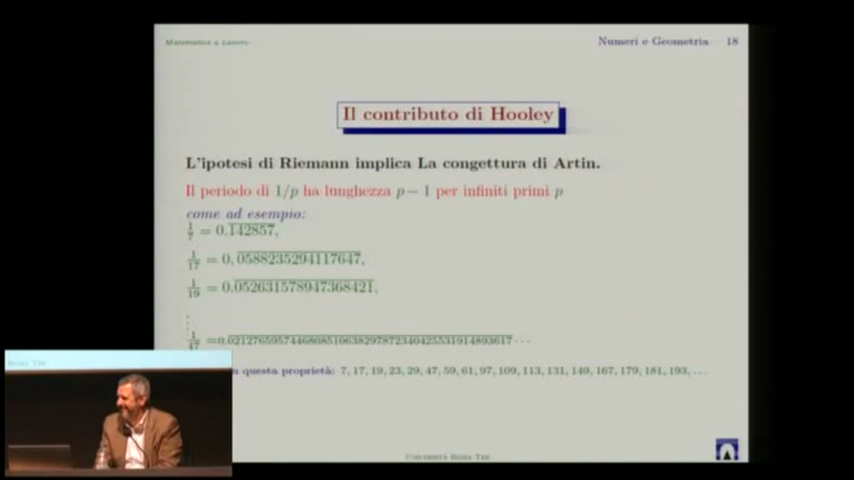 Matematica a Lavoro
Numeri e Geometria 18
Il contributo di Hooley
L'ipotesi di Riemann implica La congettura di Artin.
Il periodo di 1/p ha lunghezza p − 1 per infiniti primi p
come ad esempio:
1/7 = 0.142857,
1/17 = 0, 0588235294117647,
1/19 = 0.052631578947368421,
⋮
1/47 =0.0212765957446808510638297872340425531914893617 ···
questa proprietà: 7, 17, 19, 23, 29, 47, 59, 61, 97, 109, 113, 131, 149, 167, 179, 181, 193, ...
Roma Tre
Università Roma Tre